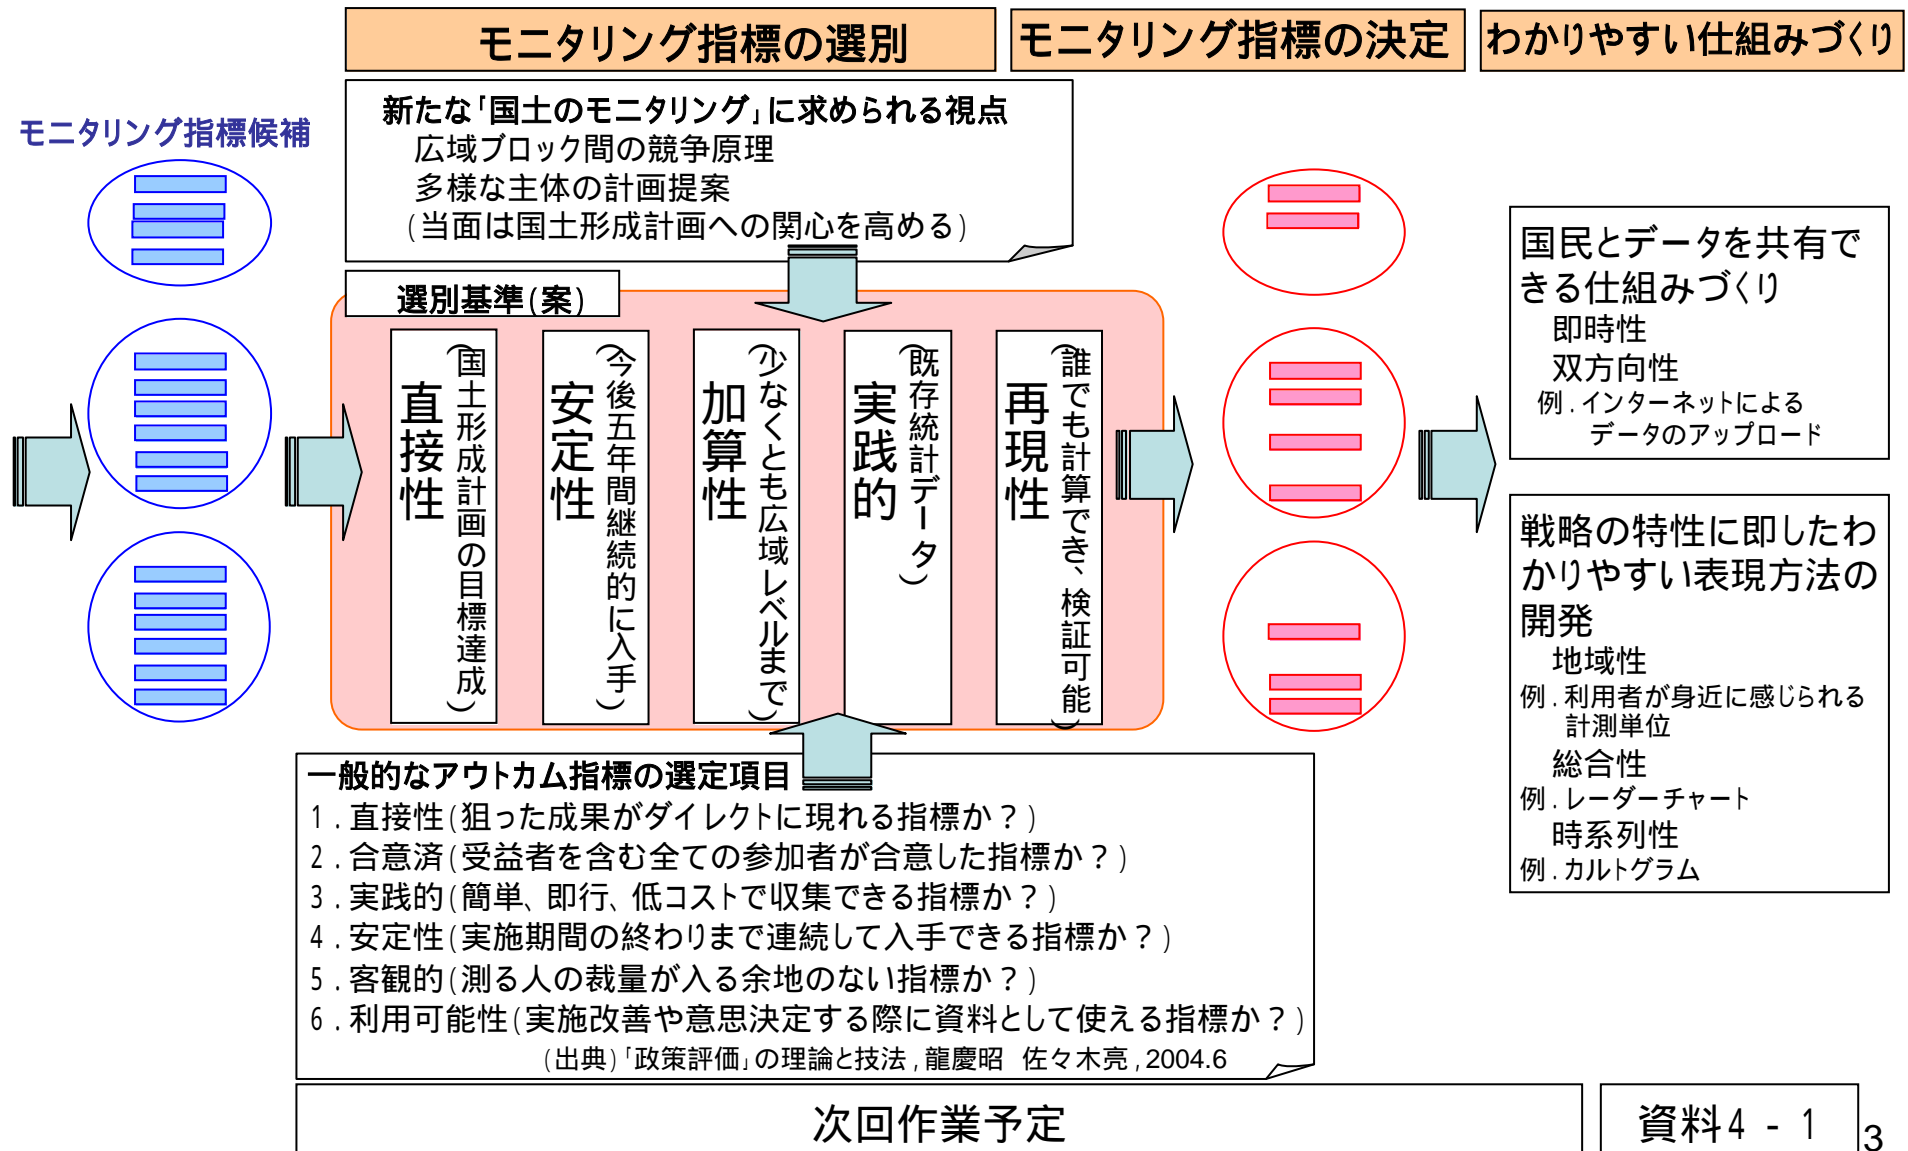 モニタリング指標の選別
モニタリング指標の決定
わかりやすい仕組みづくり
モニタリング指標候補
新たな「国土のモニタリング」に求められる視点
広域ブロック間の競争原理
多様な主体の計画提案
(当面は国土形成計画への関心を高める)
選別基準(案)
直接性
(国土形成計画の目標達成)
安定性
(今後五年間継続的に入手)
加算性
(少なくとも広域レベルまで)
実践的
(既存統計データ)
再現性
(誰でも計算でき、検証可能)
一般的なアウトカム指標の選定項目
1.直接性(狙った成果がダイレクトに現れる指標か?)
2.合意済(受益者を含む全ての参加者が合意した指標か?)
3.実践的(簡単、即行、低コストで収集できる指標か?)
4.安定性(実施期間の終わりまで連続して入手できる指標か?)
5.客観的(測る人の裁量が入る余地のない指標か?)
6.利用可能性(実施改善や意思決定する際に資料として使える指標か?)
(出典)「政策評価」の理論と技法,龍慶昭 佐々木亮,2004.6
国民とデータを共有で
きる仕組みづくり
即時性
双方向性
例.インターネットによる
データのアップロード
戦略の特性に即したわ
かりやすい表現方法の
開発
地域性
例.利用者が身近に感じられる
計測単位
総合性
例.レーダーチャート
時系列性
例.カルトグラム
次回作業予定
資料4-1
3